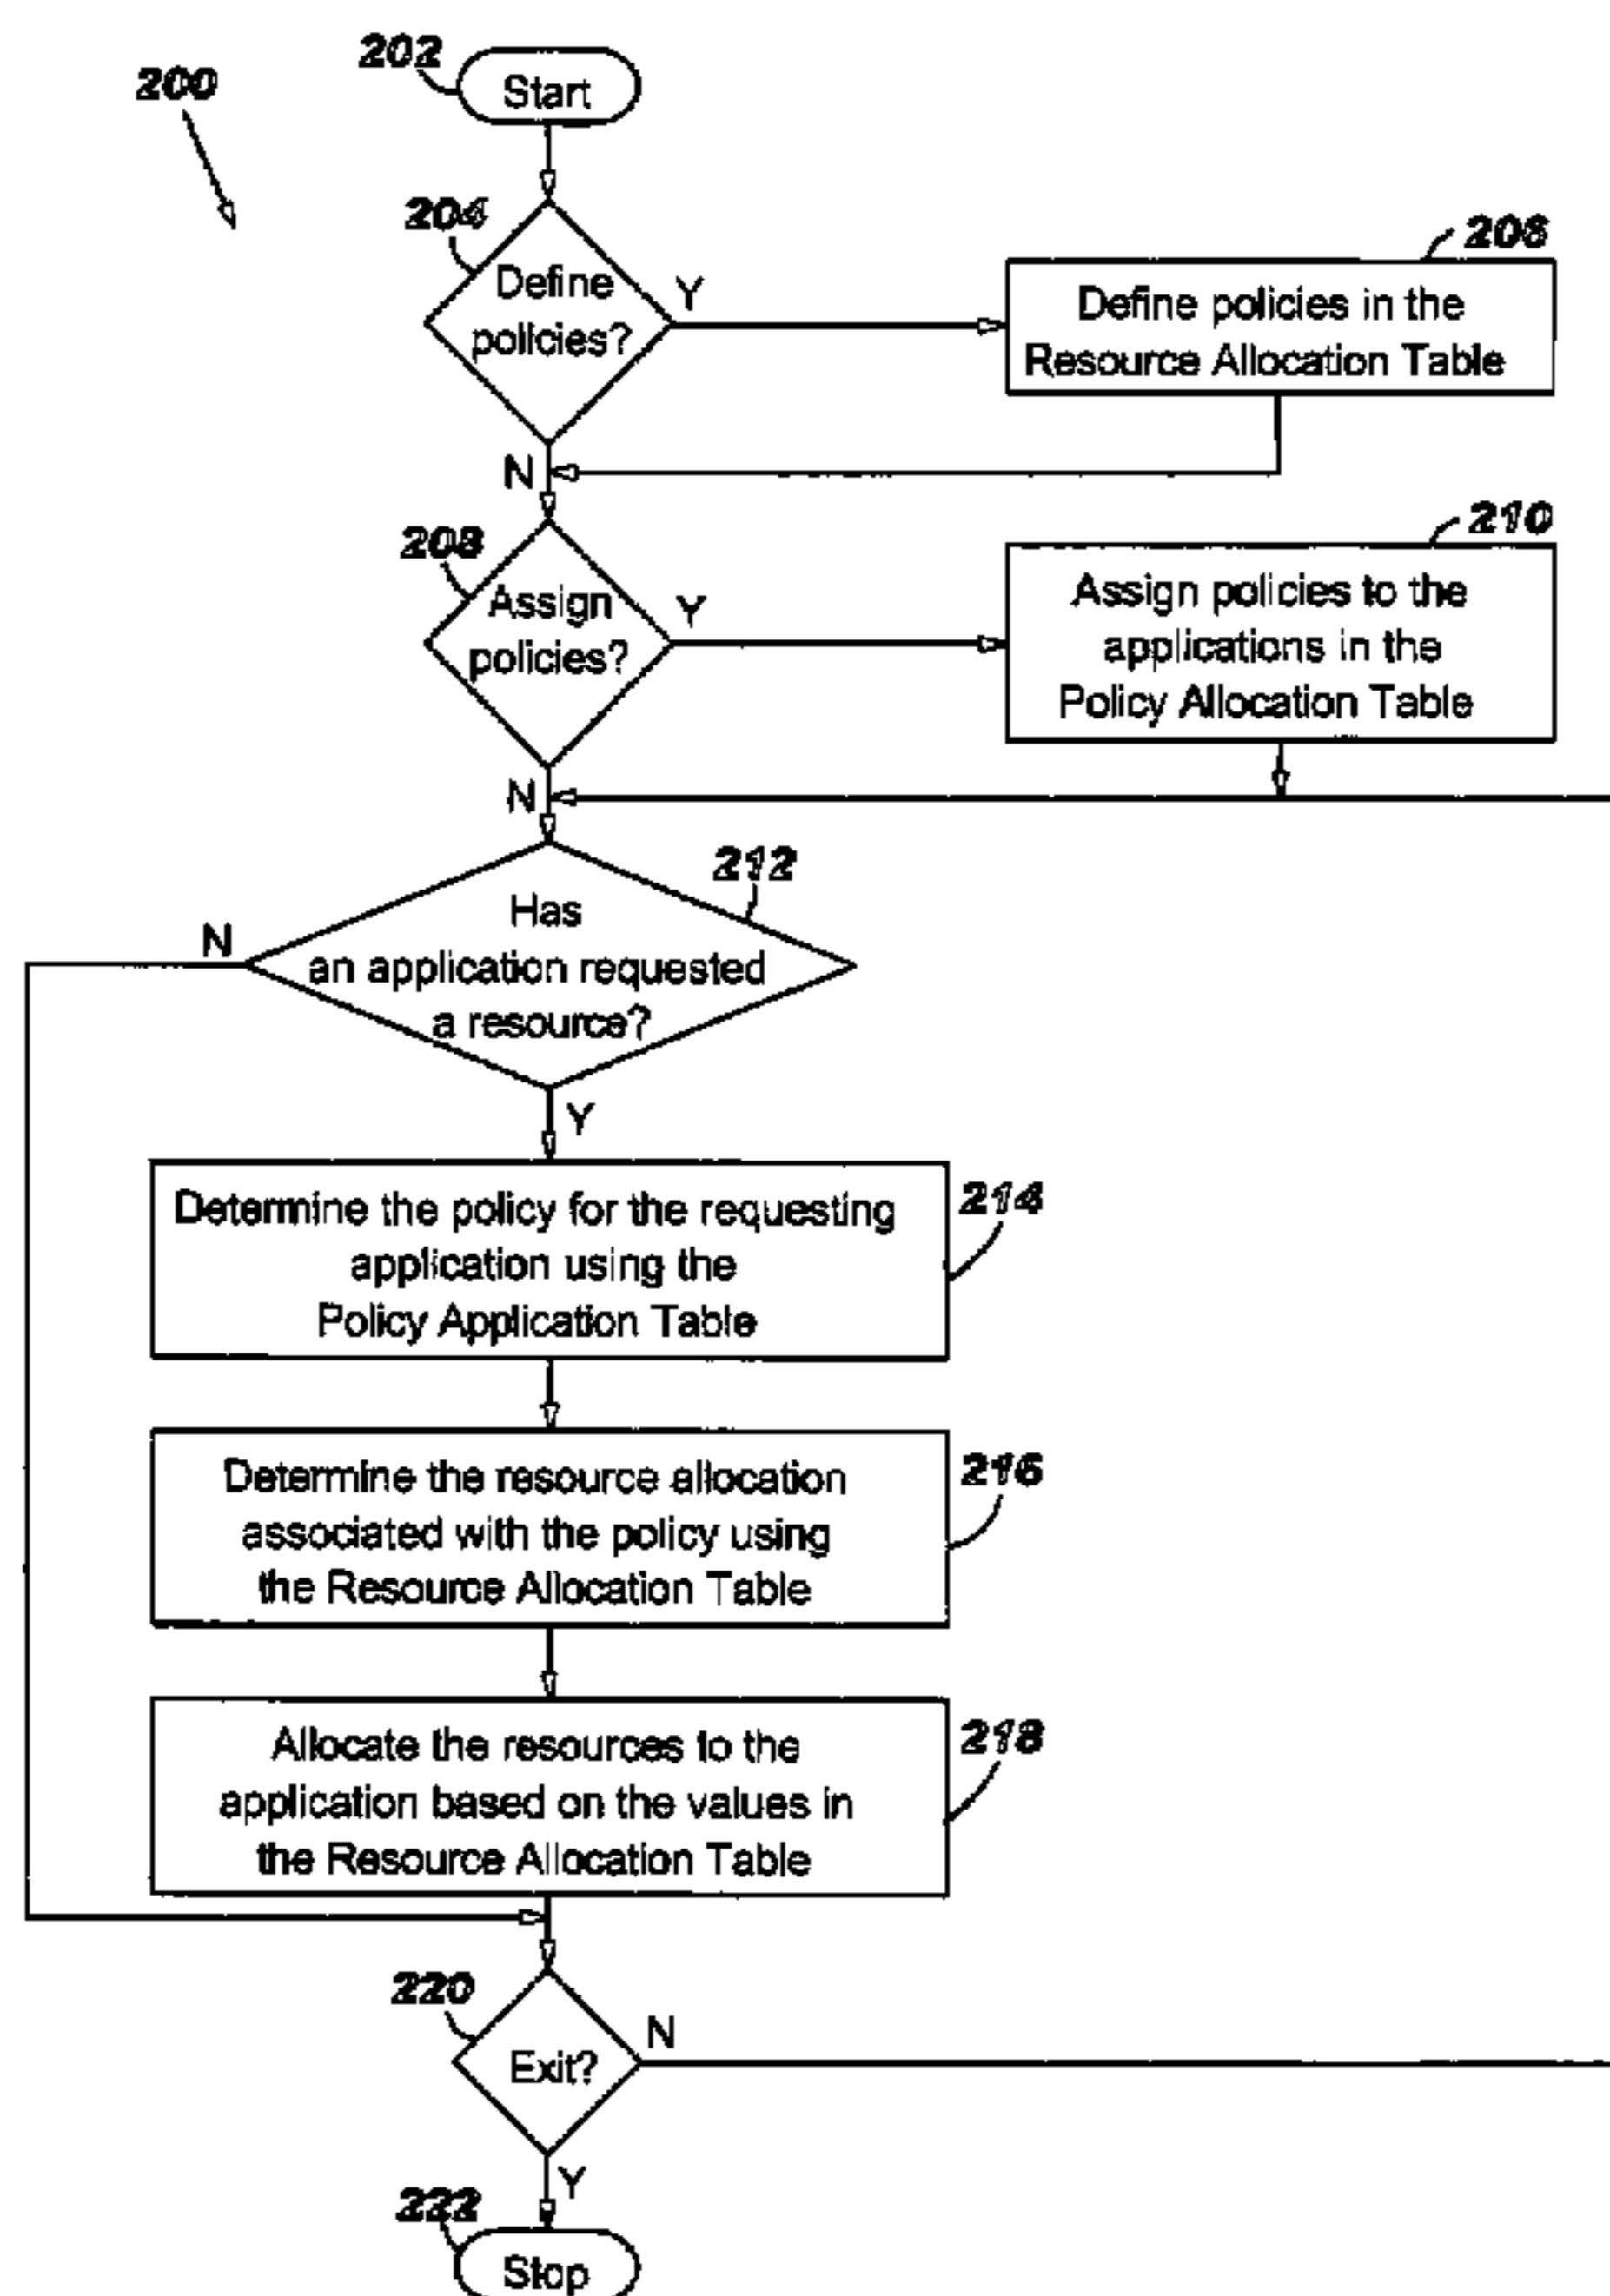 200
202
Start
204
Define
policies?
Y
206
Define policies in the
Resource Allocation Table
N
208
Assign
policies?
Y
210
Assign policies to the
applications in the
Policy Allocation Table
N
212
Has
an application requested
a resource?
N
Y
214
Determine the policy for the requesting
application using the
Policy Application Table
216
Determine the resource allocation
associated with the policy using
the Resource Allocation Table
218
Allocate the resources to the
application based on the values in
the Resource Allocation Table
220
Exit?
N
Y
222
Stop